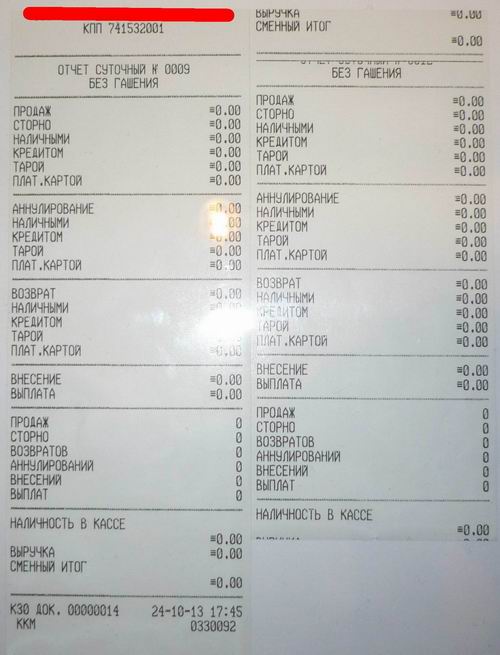 КПП 741532001
ОТЧЕТ СУТОЧНЫЙ № 0009
БЕЗ ГАШЕНИЯ
ПРОДАЖ ≡0.00
СТОРНО ≡0.00
НАЛИЧНЫМИ ≡0.00
КРЕДИТОМ ≡0.00
ТАРОЙ ≡0.00
ПЛАТ.КАРТОЙ ≡0.00
АННУЛИРОВАНИЕ ≡0.00
НАЛИЧНЫМИ ≡0.00
КРЕДИТОМ ≡0.00
ТАРОЙ ≡0.00
ПЛАТ.КАРТОЙ ≡0.00
ВОЗВРАТ ≡0.00
НАЛИЧНЫМИ ≡0.00
КРЕДИТОМ
ТАРОЙ
ПЛАТ.КАРТОЙ ≡0.00
ВНЕСЕНИЕ ≡0.00
ВЫПЛАТА ≡0.00
ПРОДАЖ 0
СТОРНО 0
ВОЗВРАТОВ 0
АННУЛИРОВАНИЙ 0
ВНЕСЕНИЙ 0
ВЫПЛАТ 0
НАЛИЧНОСТЬ В КАССЕ
≡0.00
ВЫРУЧКА ≡0.00
СМЕННЫЙ ИТОГ
≡0.00
КЗО ДОК. 00000014 24-10-13 17:45
ККМ 0330092
ВЫРУЧКА ≡0.00
СМЕННЫЙ ИТОГ
≡0.00
ОТЧЕТ СУТОЧНЫЙ №
БЕЗ ГАШЕНИЯ
ПРОДАЖ ≡0.00
СТОРНО ≡0.00
НАЛИЧНЫМИ ≡0.00
КРЕДИТОМ ≡0.00
ТАРОЙ ≡0.00
ПЛАТ.КАРТОЙ ≡0.00
АННУЛИРОВАНИЕ ≡0.00
НАЛИЧНЫМИ ≡0.00
КРЕДИТОМ ≡0.00
ТАРОЙ ≡0.00
ПЛАТ.КАРТОЙ ≡0.00
ВОЗВРАТ ≡0.00
НАЛИЧНЫМИ ≡0.00
КРЕДИТОМ ≡0.00
ТАРОЙ ≡0.00
ПЛАТ.КАРТОЙ ≡0.00
ВНЕСЕНИЕ ≡0.00
ВЫПЛАТА ≡0.00
ПРОДАЖ 0
СТОРНО 0
ВОЗВРАТОВ 0
АННУЛИРОВАНИЙ 0
ВНЕСЕНИЙ 0
ВЫПЛАТ 0
НАЛИЧНОСТЬ В КАССЕ
≡0.00